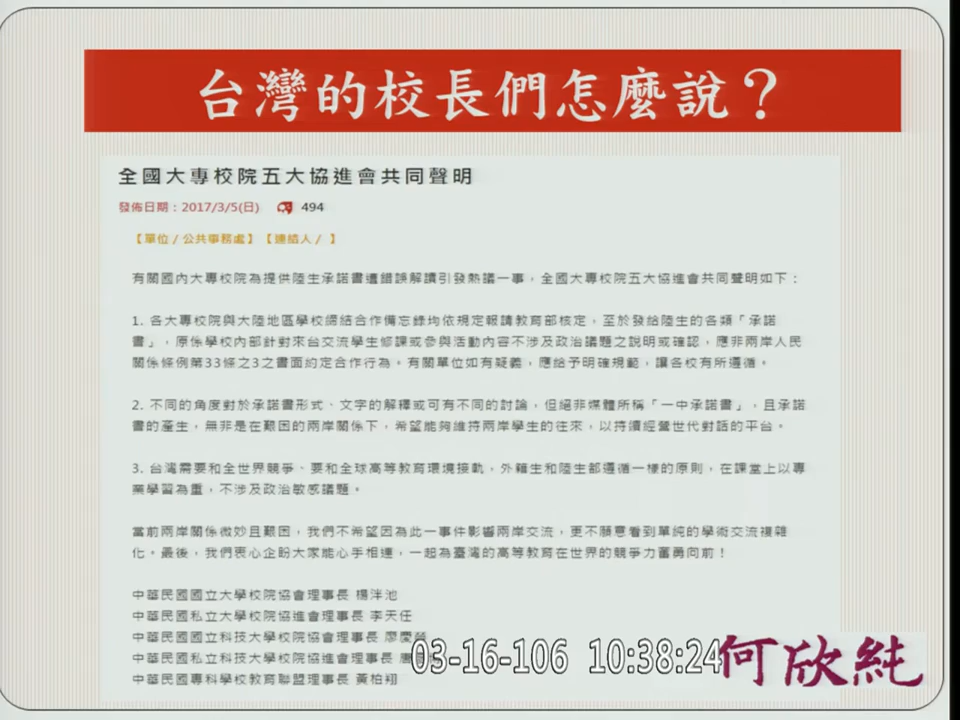 台灣的校長們怎麼說？
全國大專校院五大協進會共同聲明
發佈日期：2017/3/5(日) 494
【單位 / 公共事務處】【連絡人 / 】
有關國內大專校院為提供陸生承諾書遭錯誤解讀引發熱議一事，全國大專校院五大協進會共同聲明如下：
1. 各大專校院與大陸地區學校締結合作備忘錄均依規定報請教育部核定，至於發給陸生的各類「承諾
書」，原係學校內部針對來台交流學生修課或參與活動內容不涉及政治議題之說明或確認，應非兩岸人民
關係條例第33條之3之書面約定合作行為。有關單位如有疑義，應給予明確規範，讓各校有所遵循。
2. 不同的角度對於承諾書形式、文字的解釋或可有不同的討論，但絕非媒體所稱「一中承諾書」，且承諾
書的產生，無非是在艱困的兩岸關係下，希望能夠維持兩岸學生的往來，以持續經營世代對話的平台。
3. 台灣需要和全世界競爭、要和全球高等教育環境接軌，外籍生和陸生都遵循一樣的原則，在課堂上以專
業學習為重，不涉及政治敏感議題。
當前兩岸關係微妙且艱困，我們不希望因為此一事件影響兩岸交流，更不願意看到單純的學術交流複雜
化。最後，我們衷心企盼大家能心手相連，一起為臺灣的高等教育在世界的競爭力奮勇向前！
中華民國國立大學校院協會理事長 楊泮池
中華民國私立大學校院協進會理事長 李天任
中華民國國立科技大學校院協會理事長 廖慶榮
中華民國私立科技大學校院協進會理事長 唐
中華民國專科學校教育聯盟理事長 黃柏翔
03-16-106 10:38:24
何欣純